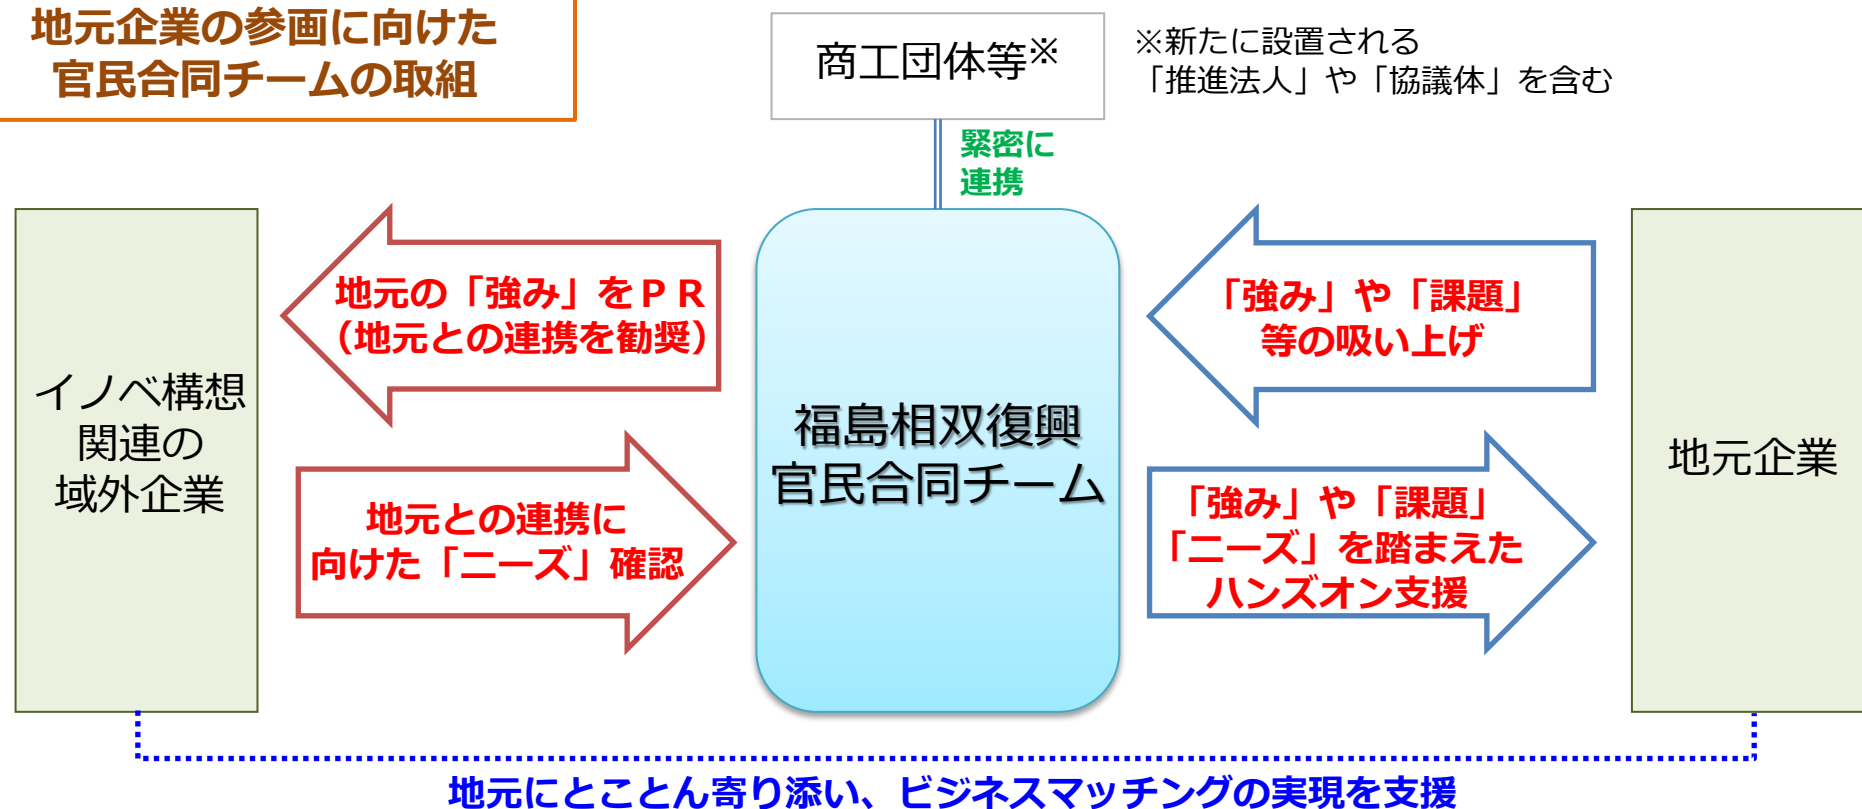 地元企業の参画に向けた
官民合同チームの取組
商工団体等※
※新たに設置される
「推進法人」や「協議体」を含む
緊密に
連携
イノベ構想
関連の
域外企業
地元の「強み」をＰＲ
（地元との連携を勧奨）
地元との連携に
向けた「ニーズ」確認
福島相双復興
官民合同チーム
「強み」や「課題」
等の吸い上げ
「強み」や「課題」
「ニーズ」を踏まえた
ハンズオン支援
地元企業
地元にとことん寄り添い、ビジネスマッチングの実現を支援